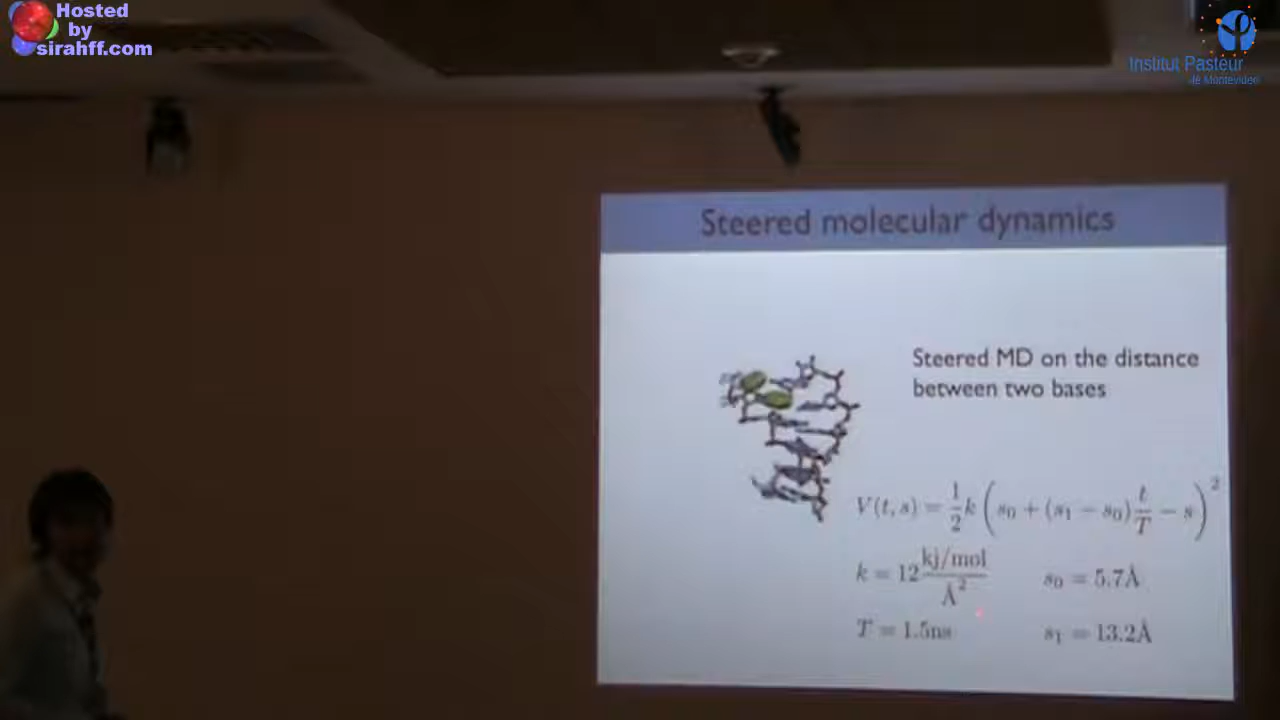 Hosted
by
sirahff.com
Institut Pasteur
de Montevideo
Steered molecular dynamics
Steered MD on the distance
between two bases
V(t, s) = 1/2 k (s₀ + (s₁ − s₀) t/T − s)²
k = 12 kj/mol/Å² s₀ = 5.7Å
T = 1.5ns s₁ = 13.2Å